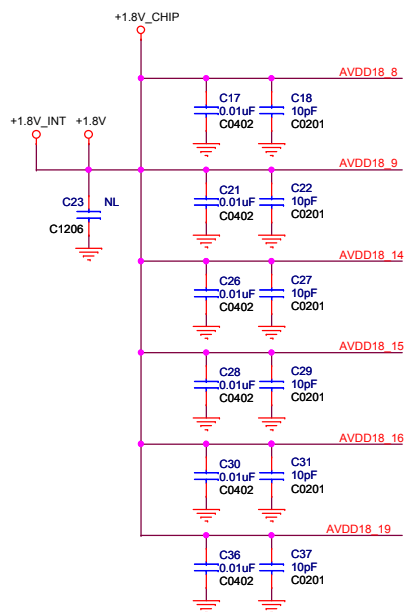 +1.8V_CHIP
AVDD18_8
C17
0.01uF
C0402
C18
10pF
C0201
+1.8V_INT
+1.8V
AVDD18_9
C23
NL
C1206
C21
0.01uF
C0402
C22
10pF
C0201
AVDD18_14
C26
0.01uF
C0402
C27
10pF
C0201
AVDD18_15
C28
0.01uF
C0402
C29
10pF
C0201
AVDD18_16
C30
0.01uF
C0402
C31
10pF
C0201
AVDD18_19
C36
0.01uF
C0402
C37
10pF
C0201